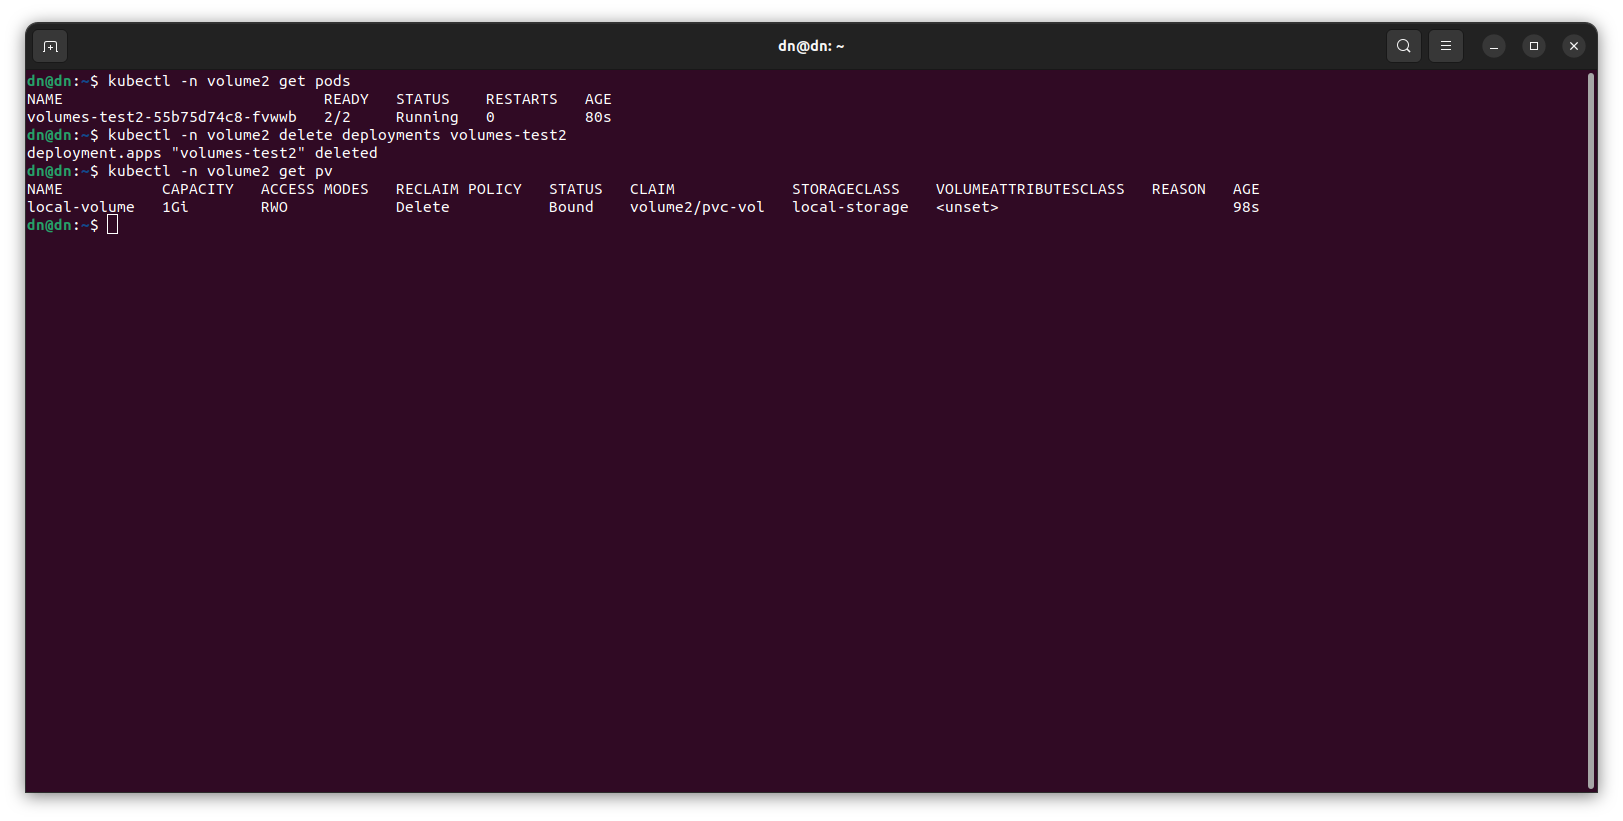 dn@dn: ~
dn@dn:~$ kubectl -n volume2 get pods
NAME                             READY   STATUS    RESTARTS   AGE
volumes-test2-55b75d74c8-fvwwb   2/2     Running   0          80s
dn@dn:~$ kubectl -n volume2 delete deployments volumes-test2
deployment.apps "volumes-test2" deleted
dn@dn:~$ kubectl -n volume2 get pv
NAME           CAPACITY   ACCESS MODES   RECLAIM POLICY   STATUS   CLAIM             STORAGECLASS    VOLUMEATTRIBUTESCLASS   REASON   AGE
local-volume   1Gi        RWO            Delete           Bound    volume2/pvc-vol   local-storage   <unset>                          98s
dn@dn:~$